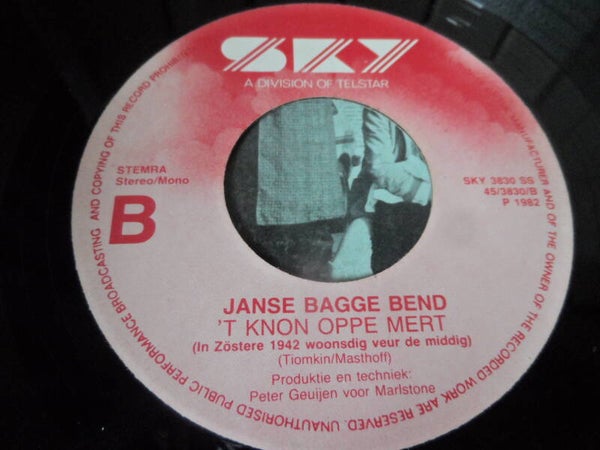 SKY
A DIVISION OF TELSTAR
STEMRA
Stereo/Mono
B
SKY 3830 SS
45/3830/B
P 1982
JANSE BAGGE BEND
'T KNON OPPE MERT
(In Zöstere 1942 woonsdig veur de middig)
(Tiomkin/Masthoff)
Produktie en techniek:
Peter Geuijen voor Marlstone
MANUFACTURER AND OF THE OWNER OF THE RECORDED WORK ARE RESERVED. UNAUTHORISED PUBLIC PERFORMANCE BROADCASTING AND COPYING OF THIS RECORD PROHIBITED